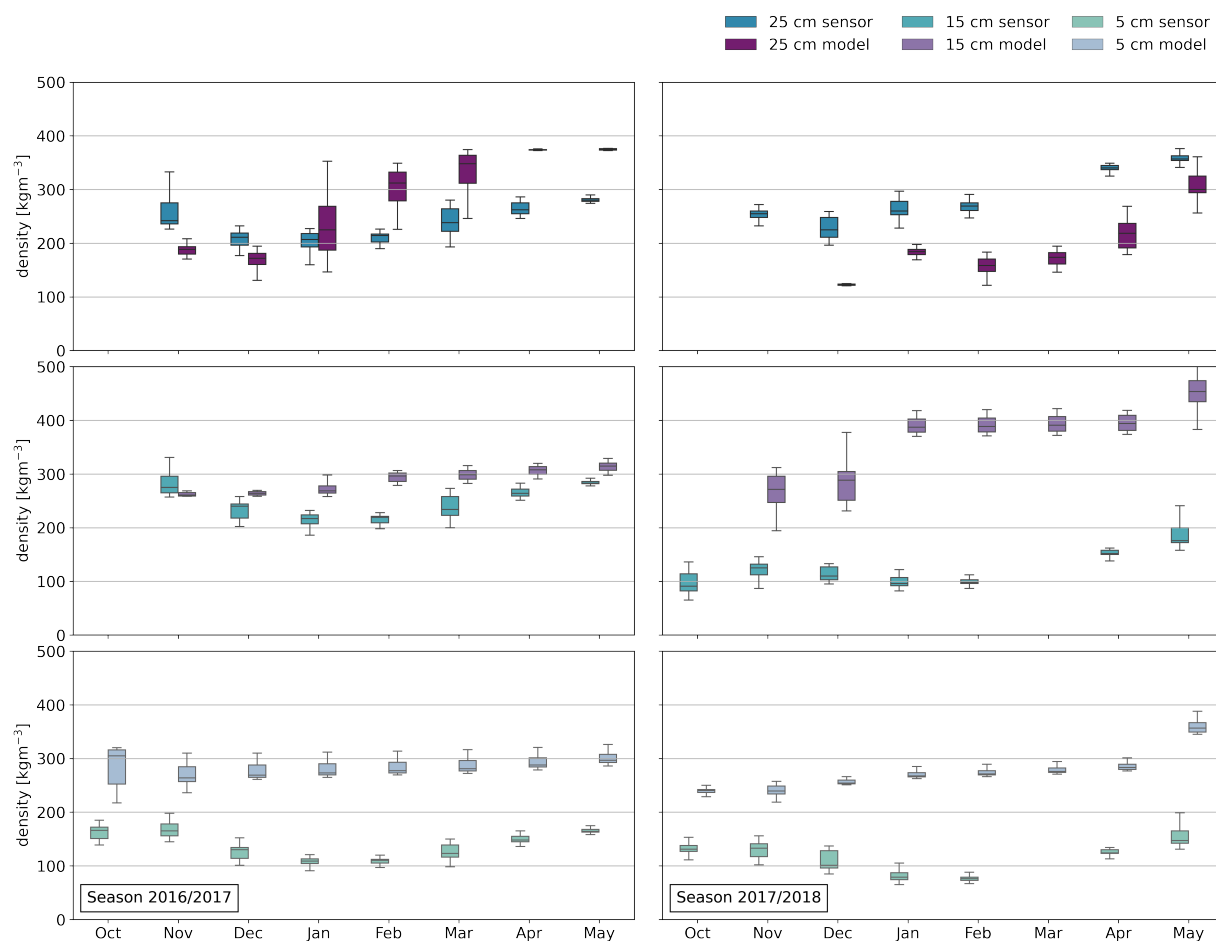 25 cm sensor 15 cm sensor 5 cm sensor
25 cm model 15 cm model 5 cm model
500
400
300
200
100
0
density [kgm⁻³]
500
400
300
200
100
0
density [kgm⁻³]
500
400
300
200
100
0
density [kgm⁻³]
Season 2016/2017 Season 2017/2018
Oct Nov Dec Jan Feb Mar Apr May Oct Nov Dec Jan Feb Mar Apr May